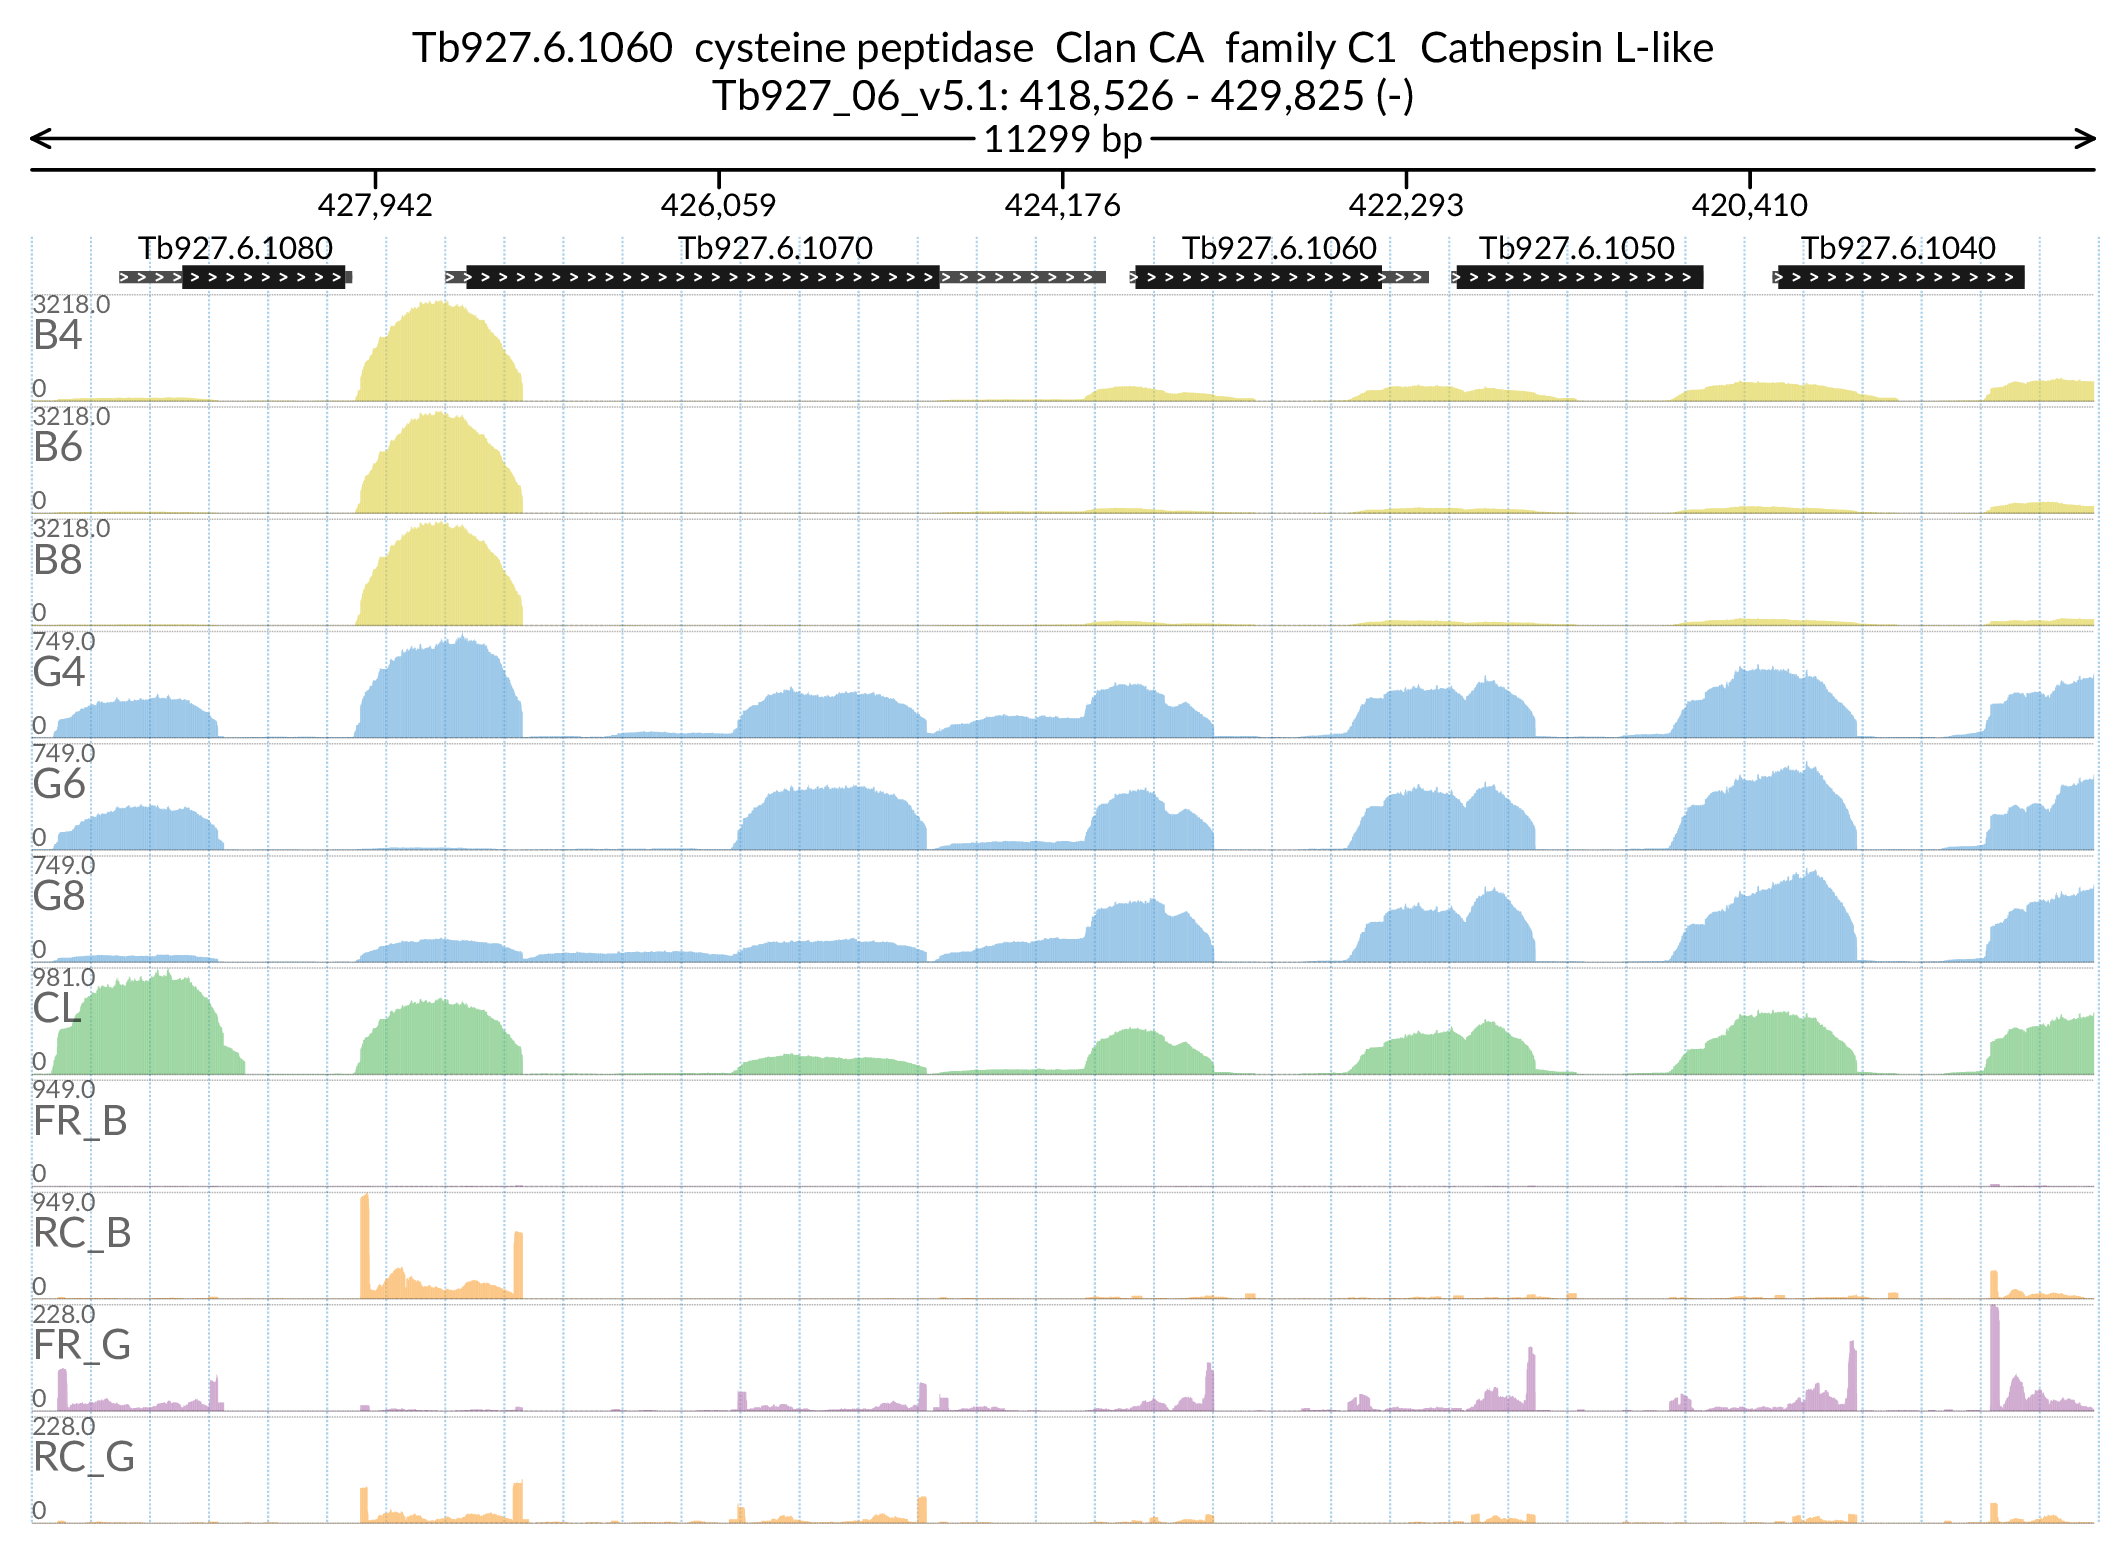 Tb927.6.1060 cysteine peptidase Clan CA family C1 Cathepsin L-like
Tb927_06_v5.1: 418,526 - 429,825 (-)
11299 bp
427,942 426,059 424,176 422,293 420,410
Tb927.6.1080 Tb927.6.1070 Tb927.6.1060 Tb927.6.1050 Tb927.6.1040
3218.0
B4
0
3218.0
B6
0
3218.0
B8
0
749.0
G4
0
749.0
G6
0
749.0
G8
0
981.0
CL
0
949.0
FR_B
0
949.0
RC_B
0
228.0
FR_G
0
228.0
RC_G
0